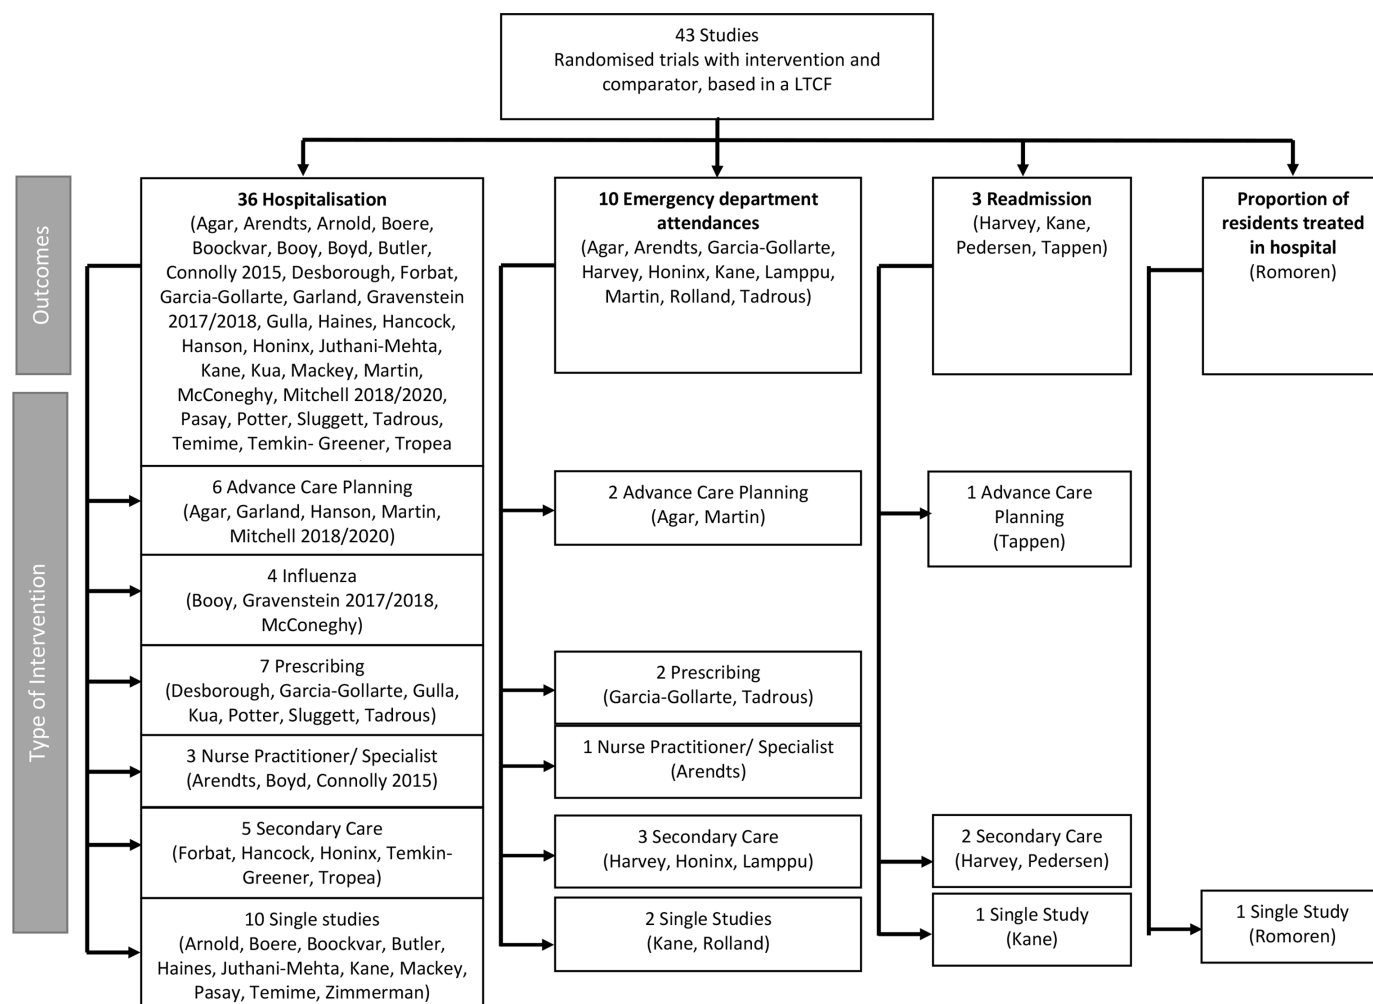 43 Studies
Randomised trials with intervention and
comparator, based in a LTCF
Outcomes
36 Hospitalisation
(Agar, Arendts, Arnold, Boere,
Boockvar, Booy, Boyd, Butler,
Connolly 2015, Desborough, Forbat,
Garcia-Gollarte, Garland, Gravenstein
2017/2018, Gulla, Haines, Hancock,
Hanson, Honinx, Juthani-Mehta,
Kane, Kua, Mackey, Martin,
McConeghy, Mitchell 2018/2020,
Pasay, Potter, Sluggett, Tadrous,
Temime, Temkin- Greener, Tropea
10 Emergency department
attendances
(Agar, Arendts, Garcia-Gollarte,
Harvey, Honinx, Kane, Lamppu,
Martin, Rolland, Tadrous)
3 Readmission
(Harvey, Kane,
Pedersen, Tappen)
Proportion of
residents treated
in hospital
(Romoren)
Type of Intervention
6 Advance Care Planning
(Agar, Garland, Hanson, Martin,
Mitchell 2018/2020)
2 Advance Care Planning
(Agar, Martin)
1 Advance Care
Planning
(Tappen)
4 Influenza
(Booy, Gravenstein 2017/2018,
McConeghy)
7 Prescribing
(Desborough, Garcia-Gollarte, Gulla,
Kua, Potter, Sluggett, Tadrous)
2 Prescribing
(Garcia-Gollarte, Tadrous)
3 Nurse Practitioner/ Specialist
(Arendts, Boyd, Connolly 2015)
1 Nurse Practitioner/ Specialist
(Arendts)
5 Secondary Care
(Forbat, Hancock, Honinx, Temkin-
Greener, Tropea)
3 Secondary Care
(Harvey, Honinx, Lamppu)
2 Secondary Care
(Harvey, Pedersen)
10 Single studies
(Arnold, Boere, Boockvar, Butler,
Haines, Juthani-Mehta, Kane, Mackey,
Pasay, Temime, Zimmerman)
2 Single Studies
(Kane, Rolland)
1 Single Study
(Kane)
1 Single Study
(Romoren)